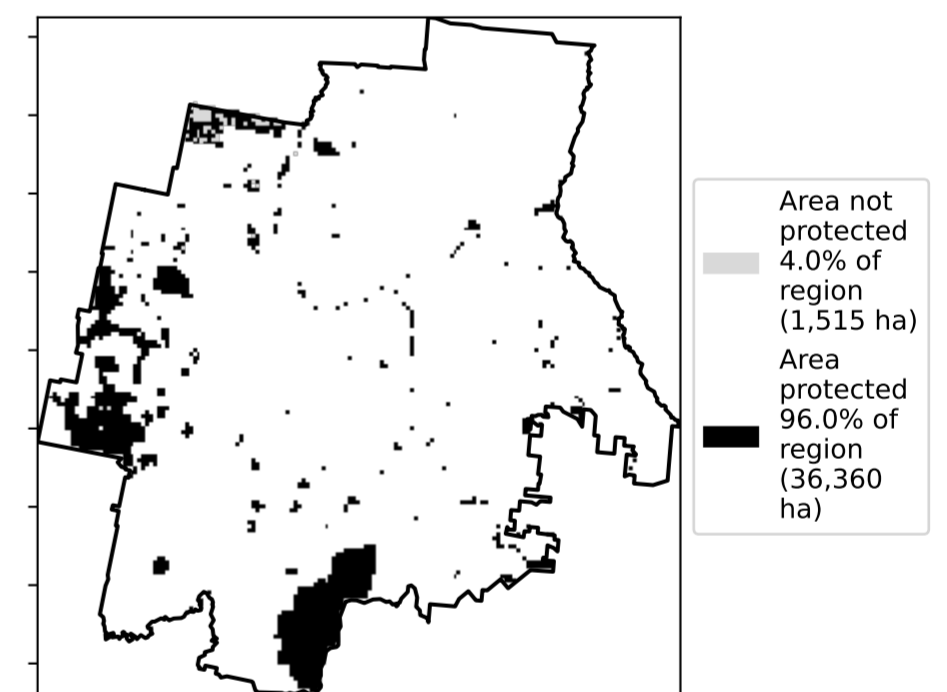 Area not
protected
4.0% of
region
(1,515 ha)
Area
protected
96.0% of
region
(36,360
ha)